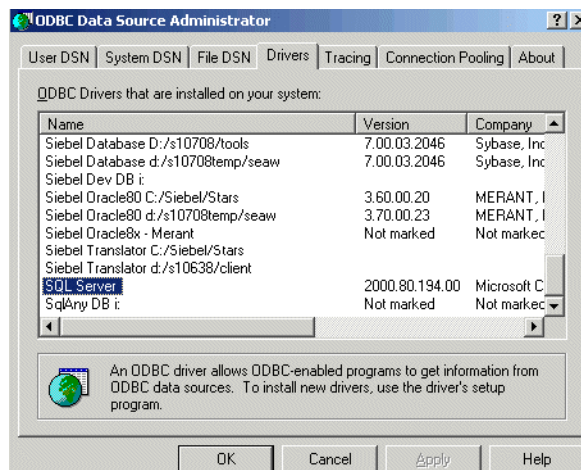 ODBC Data Source Administrator
User DSN System DSN File DSN Drivers Tracing Connection Pooling About
ODBC Drivers that are installed on your system:
Name Version Company
Siebel Database D:/s10708/tools 7.00.03.2046 Sybase, Inc
Siebel Database d:/s10708temp/seaw 7.00.03.2046 Sybase, Inc
Siebel Dev DB i:
Siebel Oracle80 C:/Siebel/Stars 3.60.00.20 MERANT, I
Siebel Oracle80 d:/s10708temp/seaw 3.70.00.23 MERANT, I
Siebel Oracle8x - Merant Not marked Not marked
Siebel Translator C:/Siebel/Stars
Siebel Translator d:/s10638/client
SQL Server 2000.80.194.00 Microsoft C
SqlAny DB i: Not marked Not marked
An ODBC driver allows ODBC-enabled programs to get information from
ODBC data sources. To install new drivers, use the driver's setup
program.
OK Cancel Apply Help